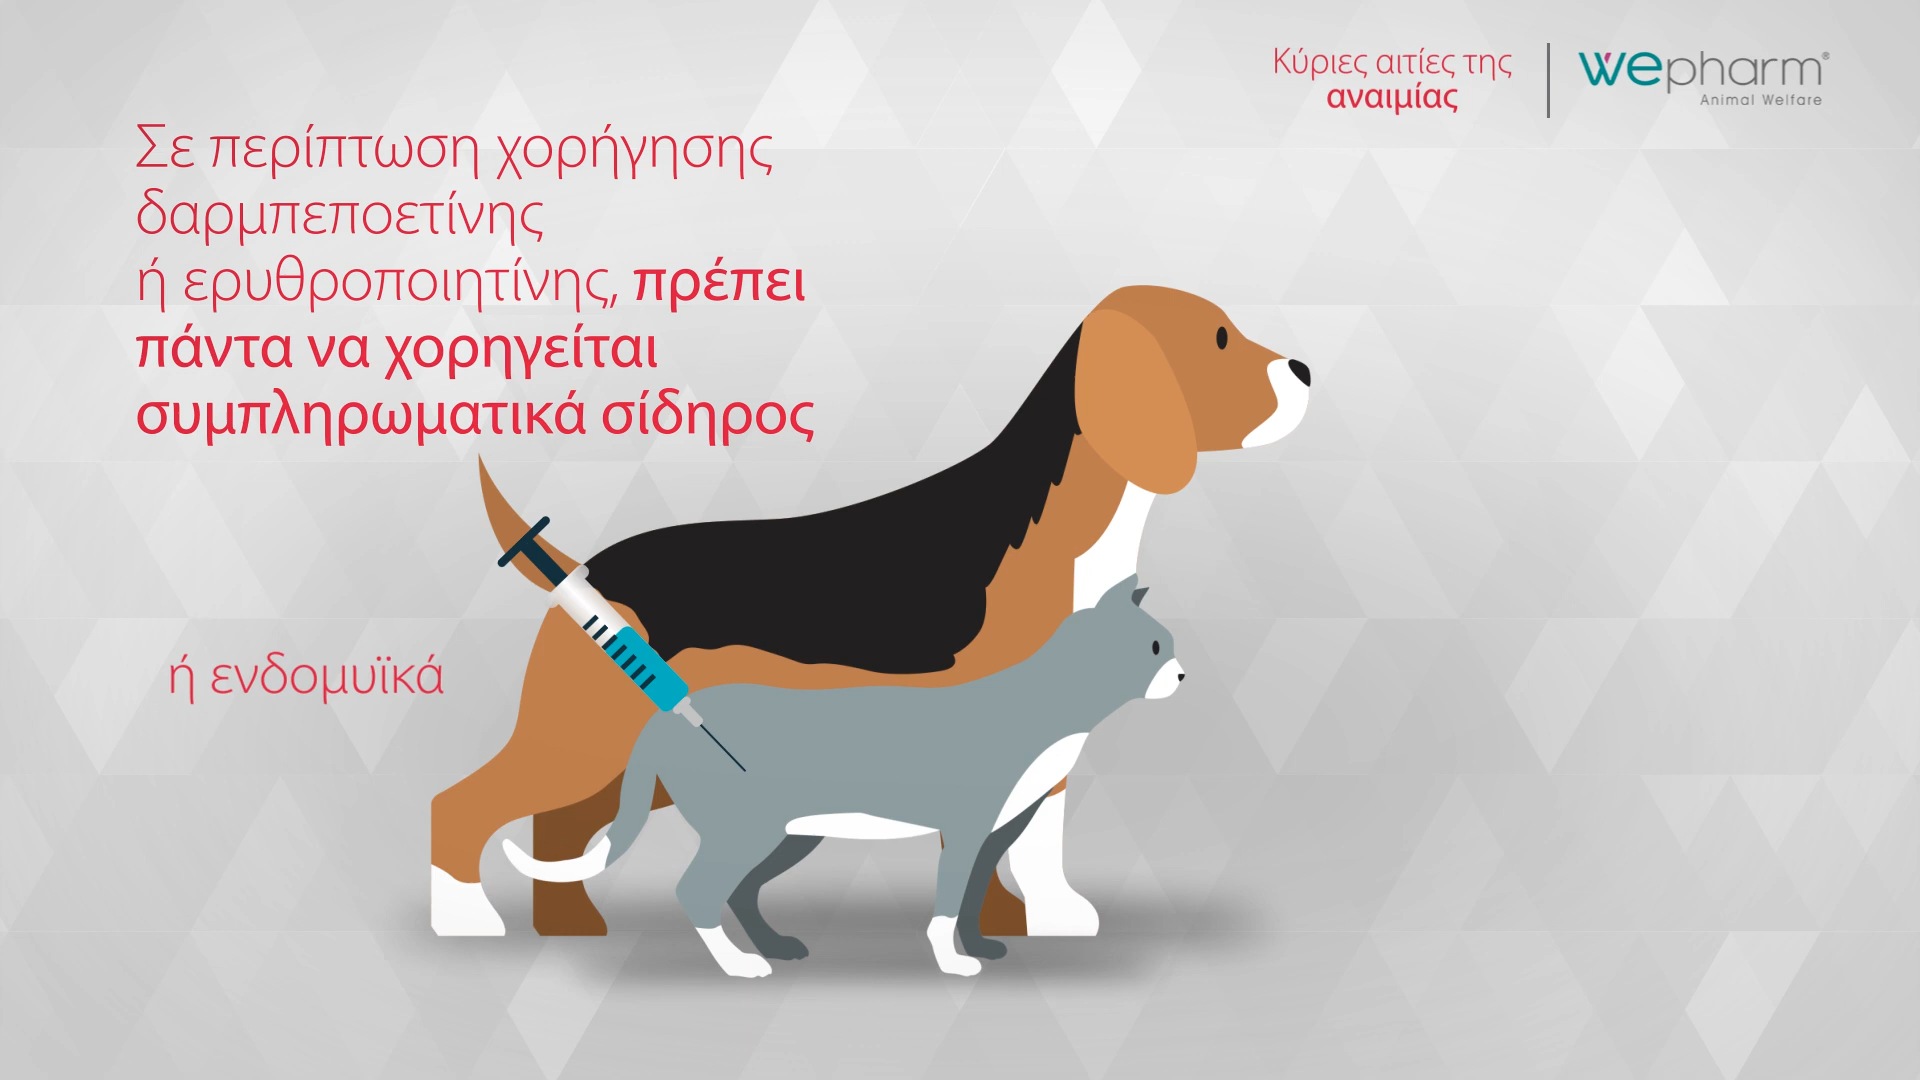 Κύριες αιτίες της
αναιμίας
wepharm®
Animal Welfare
Σε περίπτωση χορήγησης
δαρμπεποετίνης
ή ερυθροποιητίνης, πρέπει
πάντα να χορηγείται
συμπληρωματικά σίδηρος
ή ενδομυϊκά